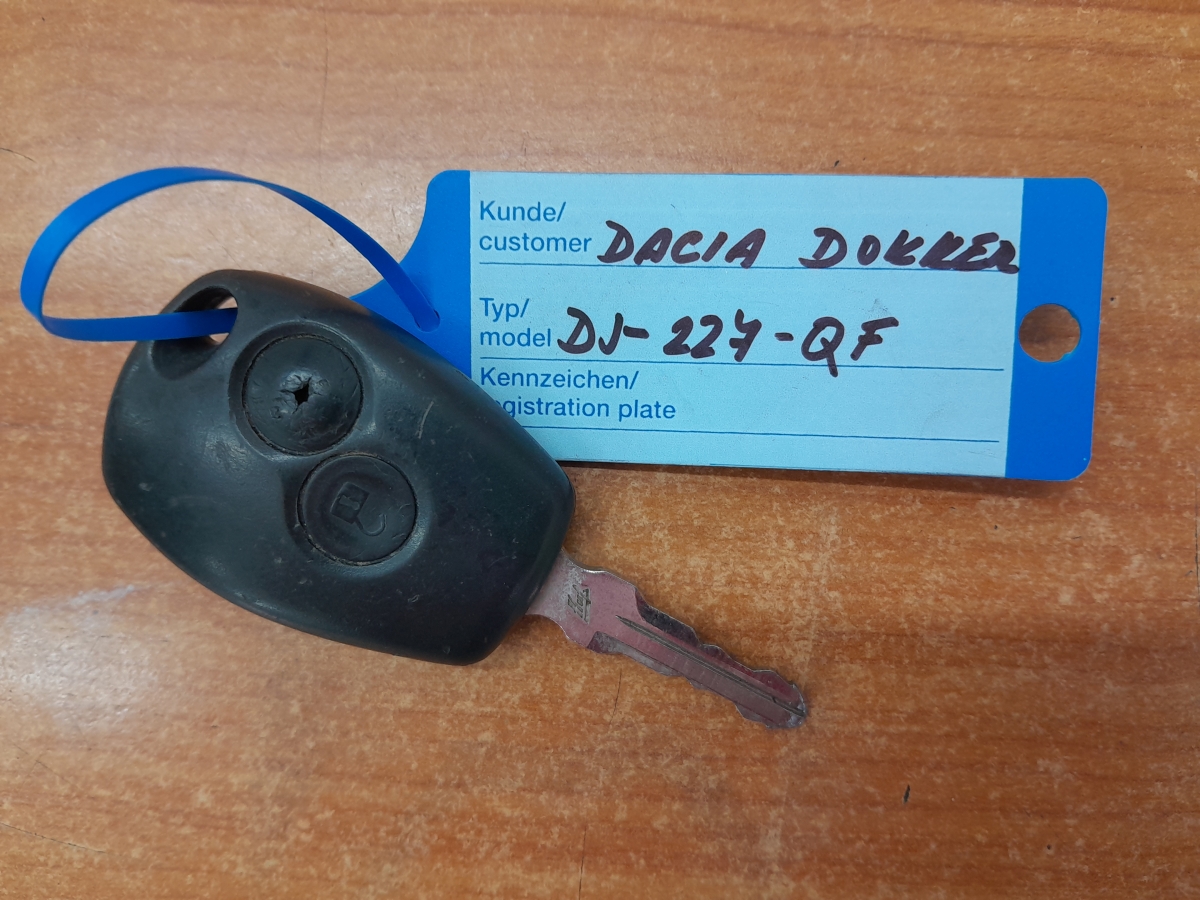 Kunde/
customer DACIA DOKKER
Typ/
model DJ-227-QF
Kennzeichen/
registration plate